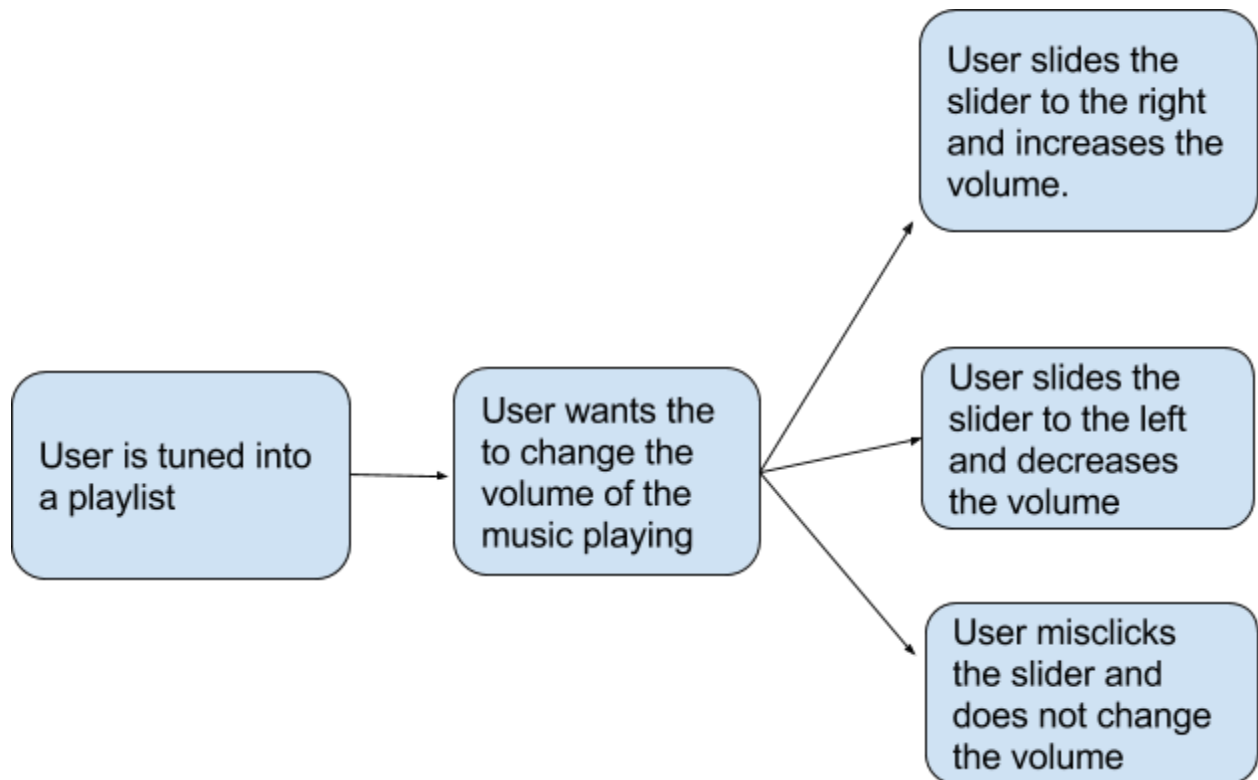 User is tuned into
a playlist
User wants the
to change the
volume of the
music playing
User slides the
slider to the right
and increases the
volume.
User slides the
slider to the left
and decreases
the volume
User misclicks
the slider and
does not change
the volume